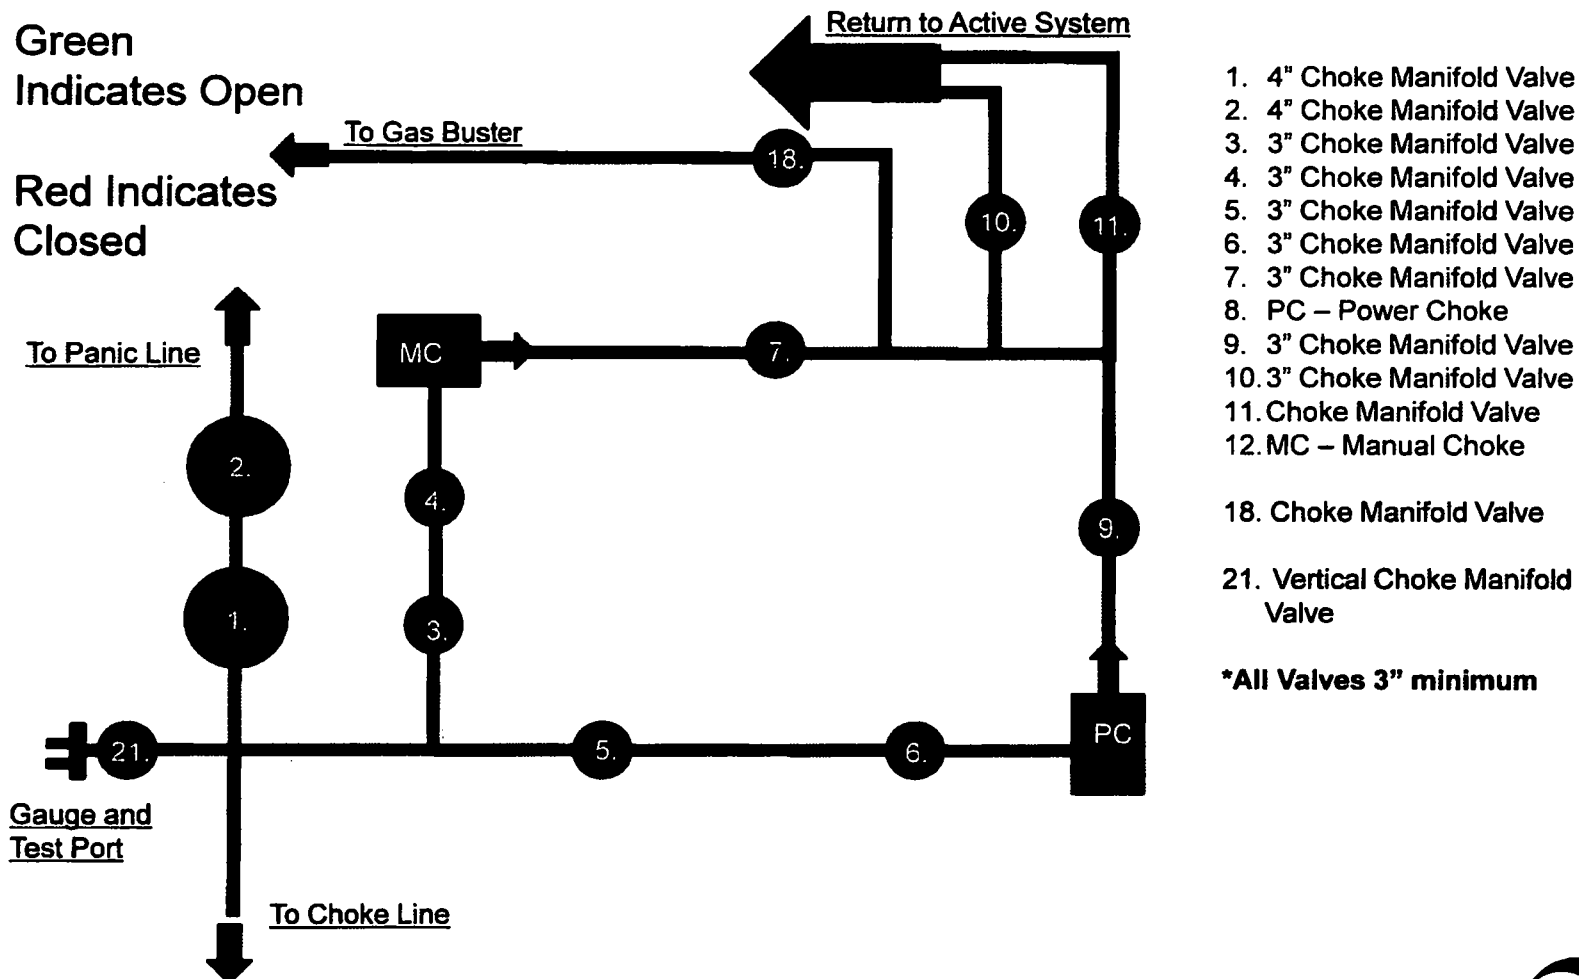 Green
Indicates Open
Red Indicates
Closed
Return to Active System
To Gas Buster
18.
10.
11.
To Panic Line
MC
7.
2.
4.
9.
1.
3.
21.
5.
6.
PC
Gauge and
Test Port
To Choke Line
1. 4" Choke Manifold Valve
2. 4" Choke Manifold Valve
3. 3" Choke Manifold Valve
4. 3" Choke Manifold Valve
5. 3" Choke Manifold Valve
6. 3" Choke Manifold Valve
7. 3" Choke Manifold Valve
8. PC – Power Choke
9. 3" Choke Manifold Valve
10. 3" Choke Manifold Valve
11. Choke Manifold Valve
12. MC – Manual Choke
18. Choke Manifold Valve
21. Vertical Choke Manifold
Valve
*All Valves 3" minimum